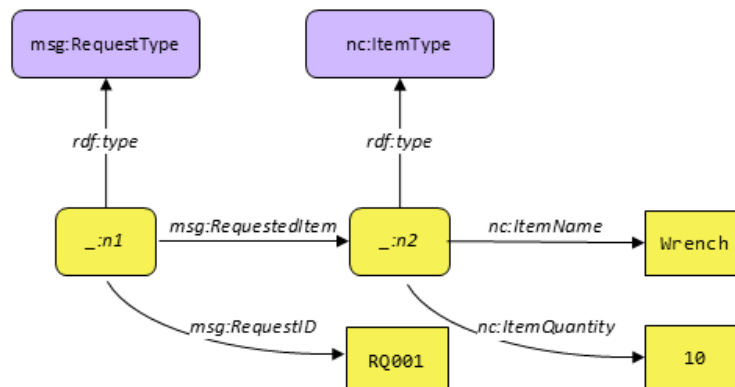 msg:RequestType
nc:ItemType
rdf:type
rdf:type
_:n1
msg:RequestedItem
_:n2
nc:ItemName
Wrench
msg:RequestID
RQ001
nc:ItemQuantity
10